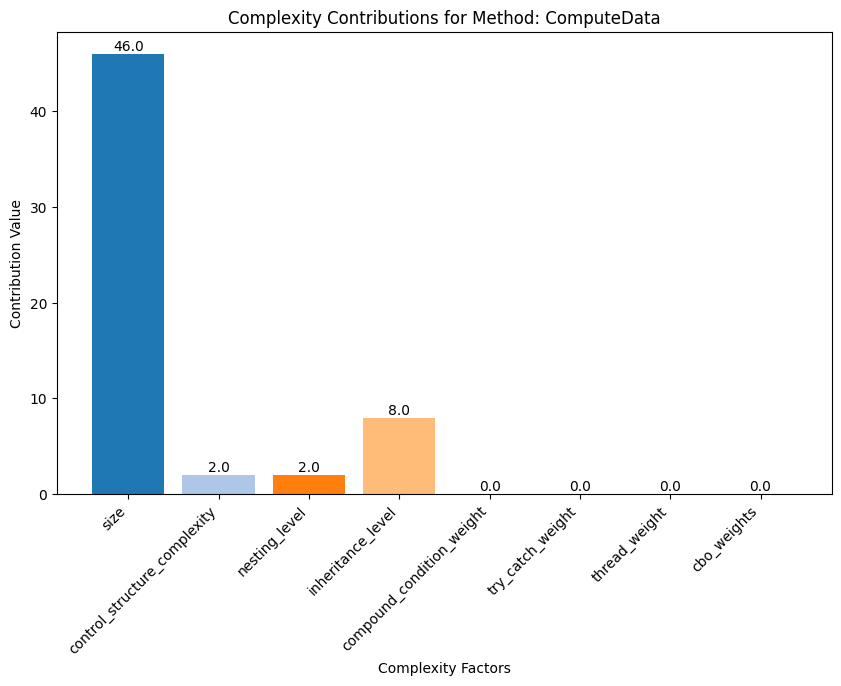 Complexity Contributions for Method: ComputeData
Contribution Value
40
30
20
10
0
46.0
2.0
2.0
8.0
0.0
0.0
0.0
0.0
size
control_structure_complexity
nesting_level
inheritance_level
compound_condition_weight
try_catch_weight
thread_weight
cbo_weights
Complexity Factors